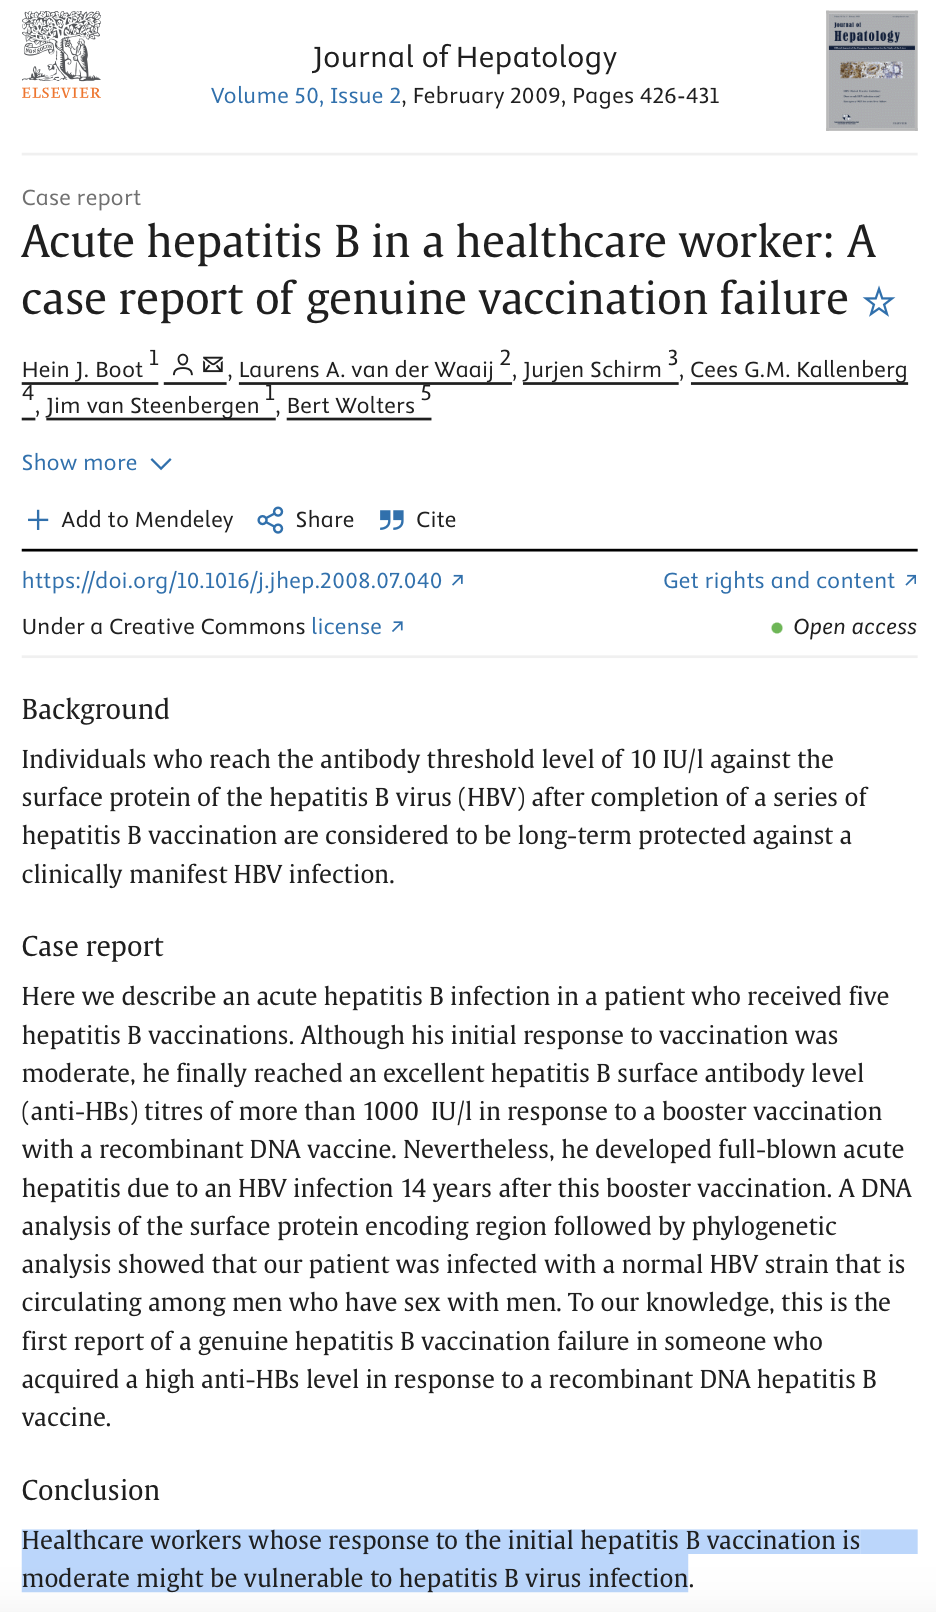 ELSEVIER
Journal of Hepatology
Volume 50, Issue 2, February 2009, Pages 426-431
Journal of
Hepatology
Case report
Acute hepatitis B in a healthcare worker: A
case report of genuine vaccination failure ☆
Hein J. Boot 1, Laurens A. van der Waaij 2, Jurjen Schirm 3, Cees G.M. Kallenberg
4, Jim van Steenbergen 1, Bert Wolters 5
Show more
Add to Mendeley Share Cite
https://doi.org/10.1016/j.jhep.2008.07.040 ↗ Get rights and content ↗
Under a Creative Commons license ↗ Open access
Background
Individuals who reach the antibody threshold level of 10 IU/l against the
surface protein of the hepatitis B virus (HBV) after completion of a series of
hepatitis B vaccination are considered to be long-term protected against a
clinically manifest HBV infection.
Case report
Here we describe an acute hepatitis B infection in a patient who received five
hepatitis B vaccinations. Although his initial response to vaccination was
moderate, he finally reached an excellent hepatitis B surface antibody level
(anti-HBs) titres of more than 1000 IU/l in response to a booster vaccination
with a recombinant DNA vaccine. Nevertheless, he developed full-blown acute
hepatitis due to an HBV infection 14 years after this booster vaccination. A DNA
analysis of the surface protein encoding region followed by phylogenetic
analysis showed that our patient was infected with a normal HBV strain that is
circulating among men who have sex with men. To our knowledge, this is the
first report of a genuine hepatitis B vaccination failure in someone who
acquired a high anti-HBs level in response to a recombinant DNA hepatitis B
vaccine.
Conclusion
Healthcare workers whose response to the initial hepatitis B vaccination is
moderate might be vulnerable to hepatitis B virus infection.